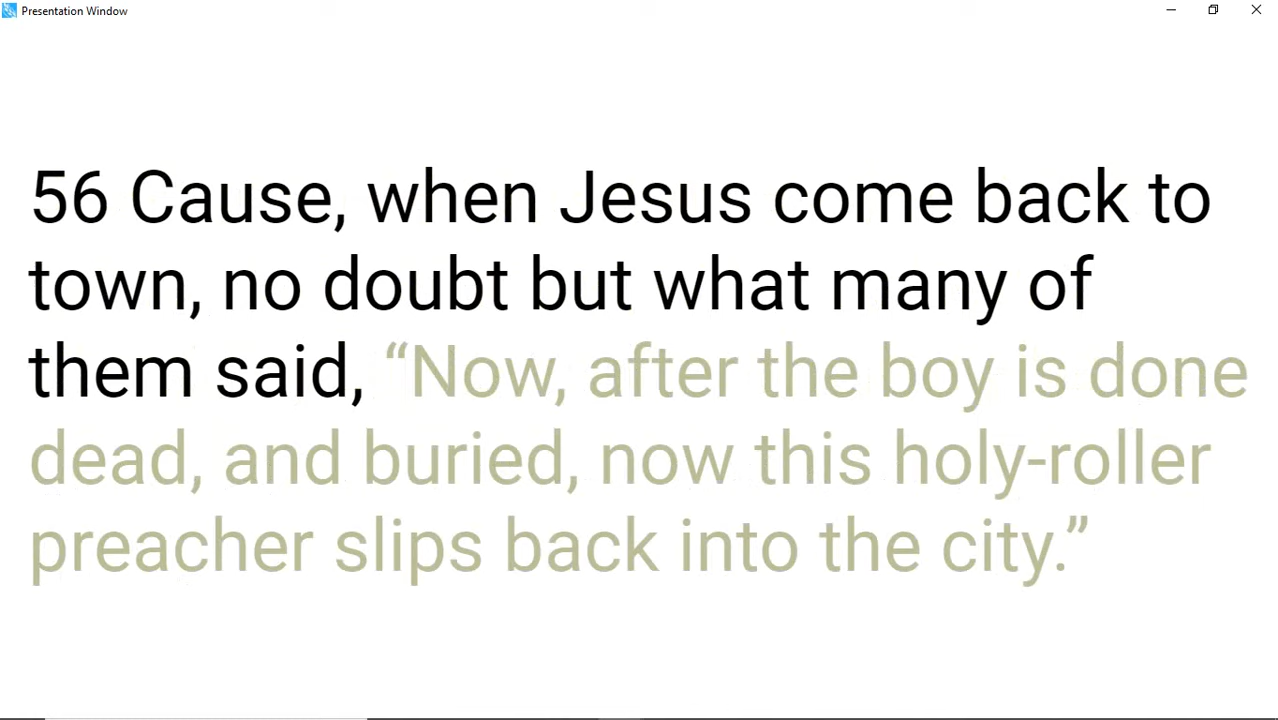 Presentation Window
56 Cause, when Jesus come back to
town, no doubt but what many of
them said, “Now, after the boy is done
dead, and buried, now this holy-roller
preacher slips back into the city.”